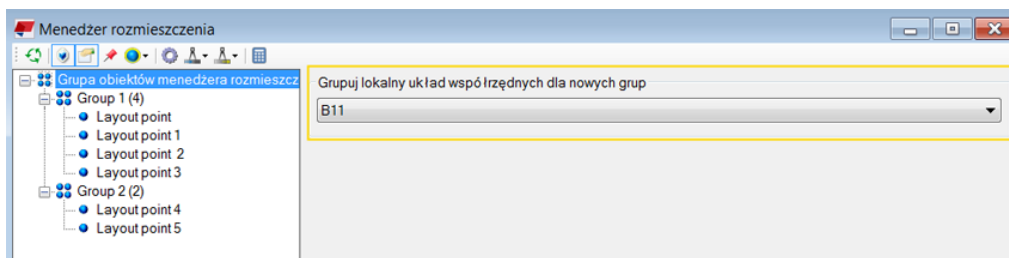 Menedżer rozmieszczenia
Grupa obiektów menedżera rozmieszcz
Grupuj lokalny układ współrzędnych dla nowych grup
B11
Group 1 (4)
Layout point
Layout point 1
Layout point 2
Layout point 3
Group 2 (2)
Layout point 4
Layout point 5